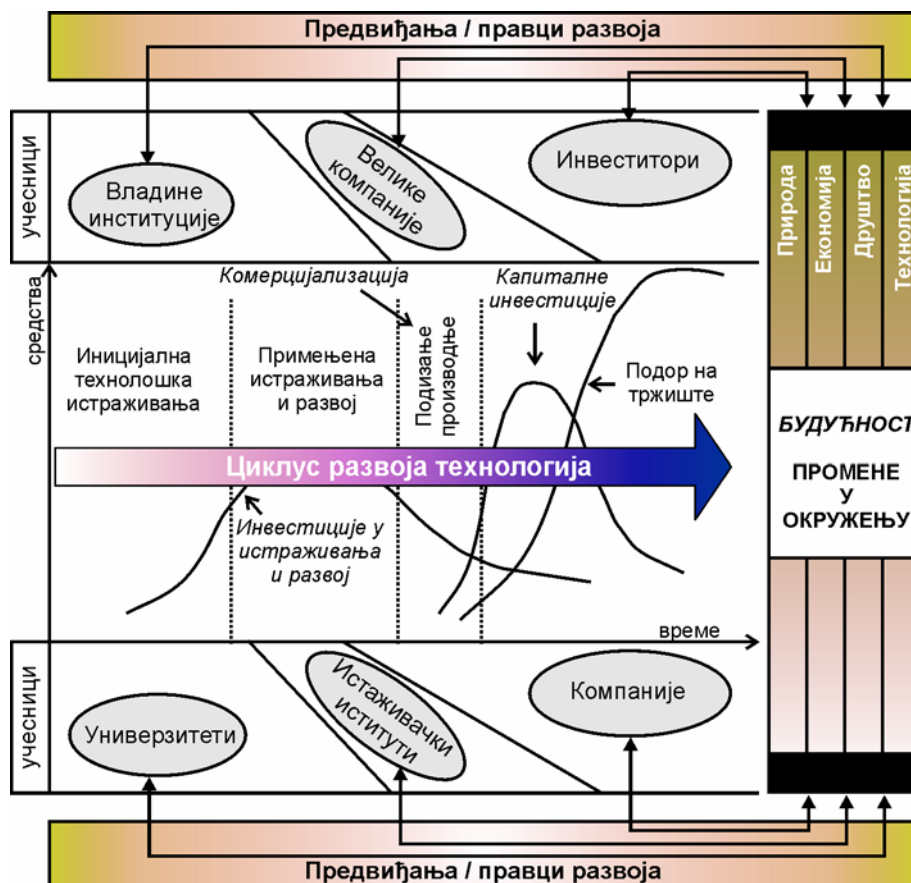 Предвиђања / правци развоја
учесници
Владине
институције
Велике
компаније
Инвеститори
Природа
Економија
Друштво
Технологија
средства
Комерцијализација
Капиталне
инвестиције
Иницијална
технолошка
истраживања
Примењена
истраживања
и развој
Подизање
производње
Подор на
тржиште
Циклус развоја технологија
БУДУЋНОСТ
ПРОМЕНЕ
У
ОКРУЖЕЊУ
Инвестиције у
истраживања
и развој
време
учесници
Универзитети
Истаживачки
иститути
Компаније
Предвиђања / правци развоја